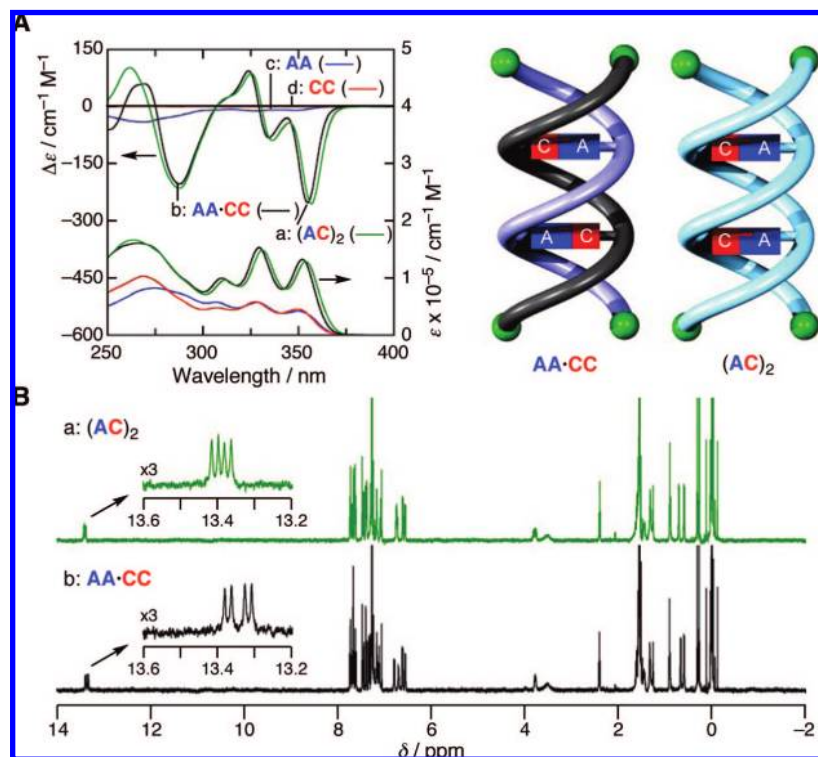 A
Δε / cm⁻¹ M⁻¹
150
100
0
−150
−300
−450
−600
5
4
3
2
1
0
ε x 10⁻⁵ / cm⁻¹ M⁻¹
c: AA (—)
d: CC (—)
b: AA·CC (—)
a: (AC)₂ (—)
250 300 350 400
Wavelength / nm
C A
C A
A C
C A
AA·CC
(AC)₂
B
a: (AC)₂
x3
13.6 13.4 13.2
b: AA·CC
x3
13.6 13.4 13.2
14 12 10 8 6 4 2 0 −2
δ / ppm